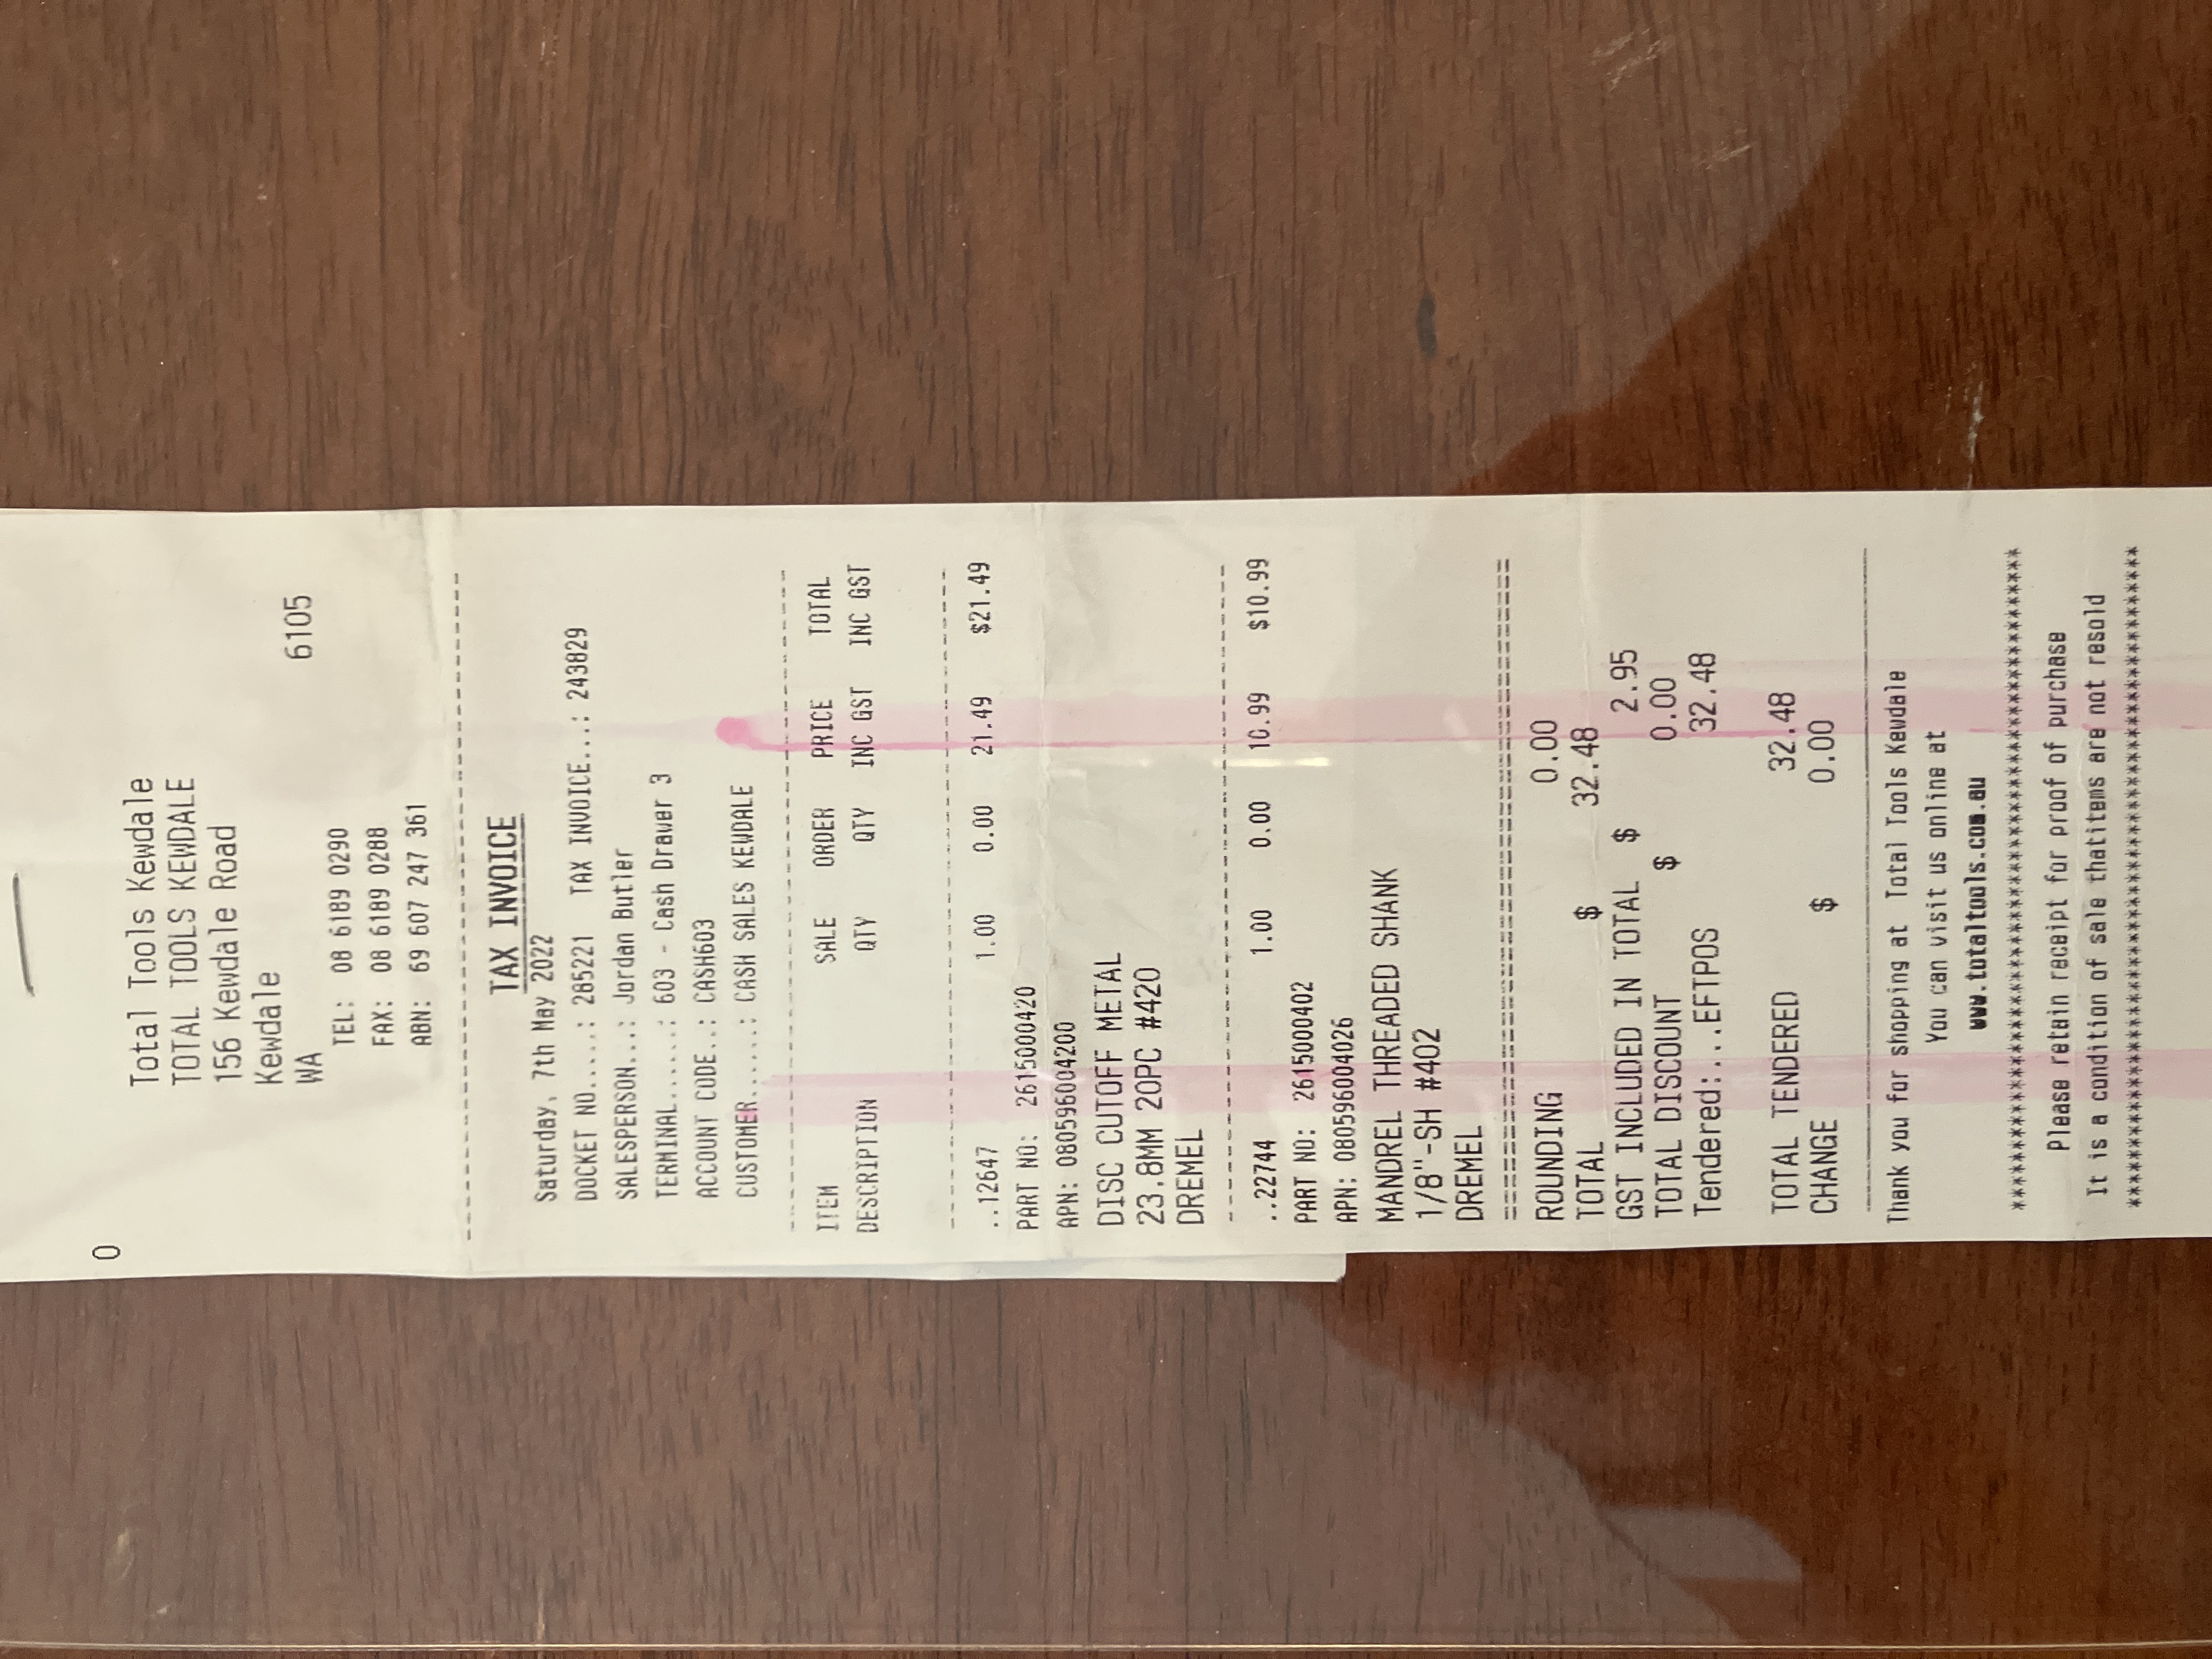 0
Total Tools Kewdale
TOTAL TOOLS KEWDALE
156 Kewdale Road
Kewdale
WA 6105
TEL: 08 6189 0290
FAX: 08 6189 0288
ABN: 69 607 247 361
TAX INVOICE
Saturday, 7th May 2022
DOCKET NO.....: 285221 TAX INVOICE...: 243829
SALESPERSON...: Jordan Butler
TERMINAL......: 603 - Cash Drawer 3
ACCOUNT CODE..: CASH603
CUSTOMER......: CASH SALES KEWDALE
ITEM SALE ORDER PRICE TOTAL
DESCRIPTION QTY QTY INC GST INC GST
..12647 1.00 0.00 21.49 $21.49
PART NO: 2615000420
APN: 080596004200
DISC CUTOFF METAL
23.8MM 20PC #420
DREMEL
..22744 1.00 0.00 10.99 $10.99
PART NO: 2615000402
APN: 080596004026
MANDREL THREADED SHANK
1/8"-SH #402
DREMEL
ROUNDING 0.00
TOTAL $ 32.48
GST INCLUDED IN TOTAL $ 2.95
TOTAL DISCOUNT $ 0.00
Tendered:...EFTPOS 32.48
TOTAL TENDERED 32.48
CHANGE $ 0.00
Thank you for shopping at Total Tools Kewdale
You can visit us online at
www.totaltools.com.au
*******************************************************
Please retain receipt for proof of purchase
It is a condition of sale thatitems are not resold
*******************************************************